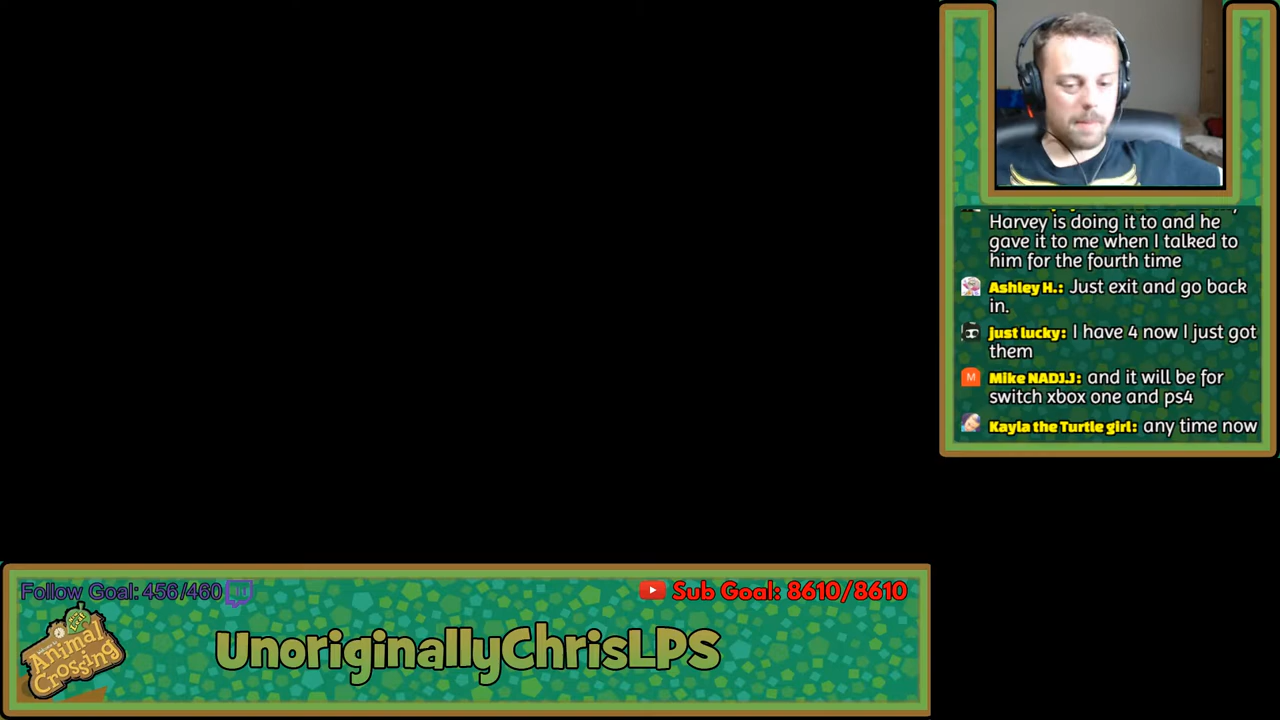 Harvey is doing it to and he
gave it to me when I talked to
him for the fourth time
Ashley H.: Just exit and go back
in.
just lucky: I have 4 now I just got
them
M
Mike NADJ.J: and it will be for
switch xbox one and ps4
Kayla the Turtle girl: any time now
Follow Goal: 456/460
Sub Goal: 8610/8610
Animal
Crossing
UnoriginallyChrisLPS